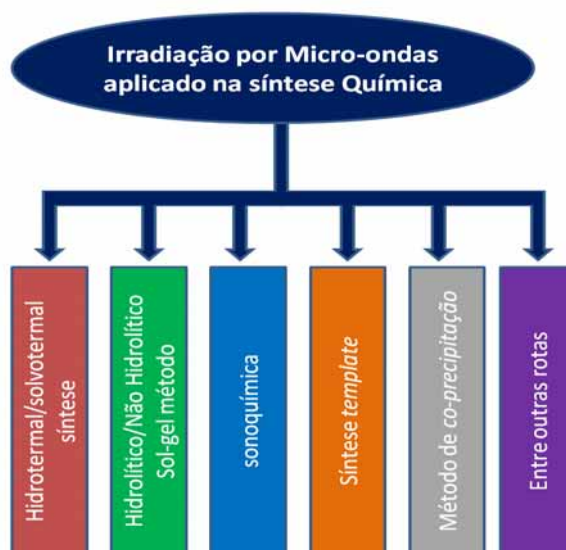 Irradiação por Micro-ondas
aplicado na síntese Química
Hidrotermal/solvotermal
síntese
Hidrolítico/Não Hidrolítico
Sol-gel método
sonoquímica
Síntese template
Método de co-precipitação
Entre outras rotas